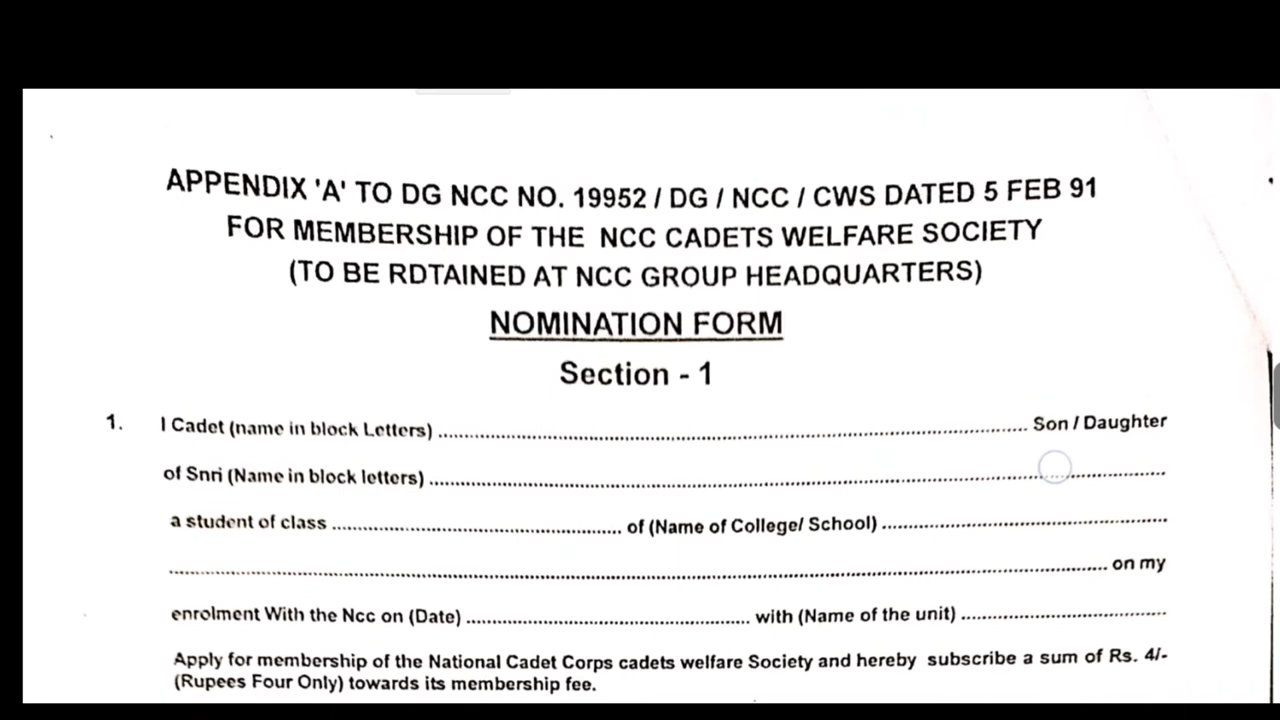 APPENDIX 'A' TO DG NCC NO. 19952 / DG / NCC / CWS DATED 5 FEB 91
FOR MEMBERSHIP OF THE NCC CADETS WELFARE SOCIETY
(TO BE RDTAINED AT NCC GROUP HEADQUARTERS)
NOMINATION FORM
Section - 1
1. I Cadet (name in block Letters) .......................... Son / Daughter
of Snri (Name in block letters) ..........................
a student of class .......................... of (Name of College/ School) ..........................
.......................... on my
enrolment With the Ncc on (Date) .......................... with (Name of the unit) ..........................
Apply for membership of the National Cadet Corps cadets welfare Society and hereby subscribe a sum of Rs. 4/-
(Rupees Four Only) towards its membership fee.